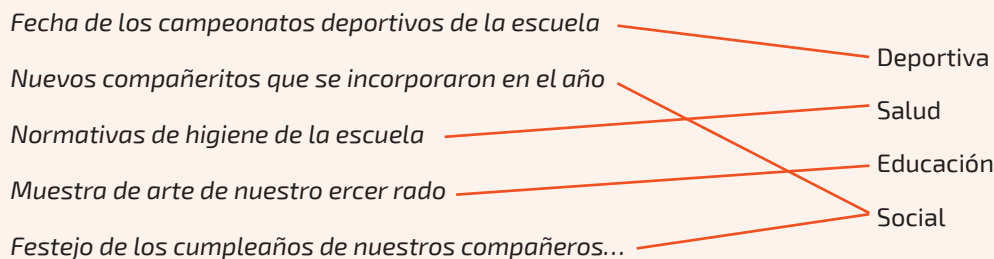 Fecha de los campeonatos deportivos de la escuela
Deportiva
Nuevos compañeritos que se incorporaron en el año
Salud
Normativas de higiene de la escuela
Educación
Muestra de arte de nuestro ercer rado
Social
Festejo de los cumpleaños de nuestros compañeros...